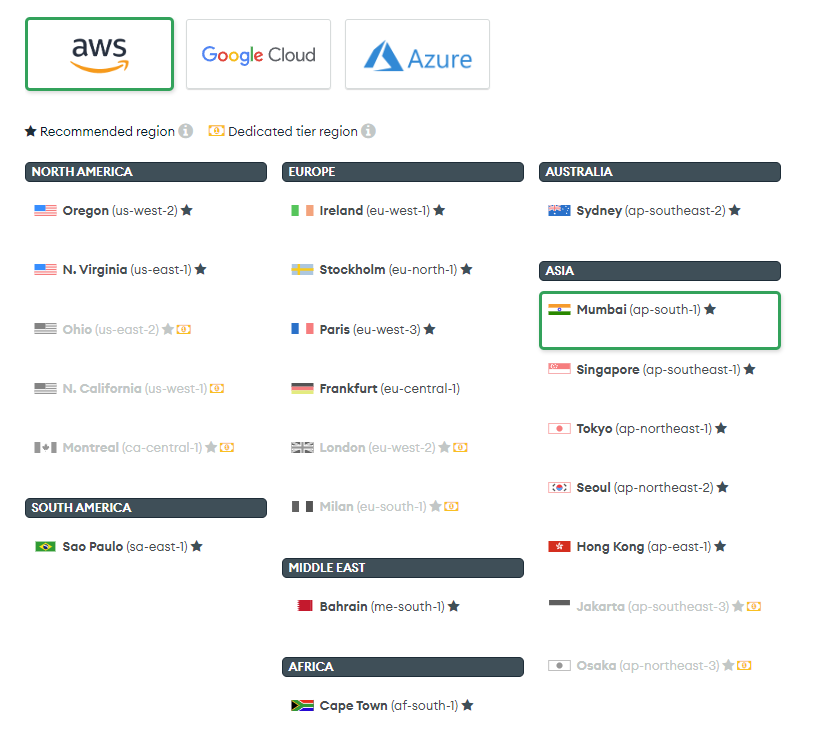 aws
Google Cloud
Azure
★ Recommended region
Dedicated tier region
NORTH AMERICA
Oregon (us-west-2) ★
N. Virginia (us-east-1) ★
Ohio (us-east-2) ★
N. California (us-west-1)
Montreal (ca-central-1) ★
SOUTH AMERICA
Sao Paulo (sa-east-1) ★
EUROPE
Ireland (eu-west-1) ★
Stockholm (eu-north-1) ★
Paris (eu-west-3) ★
Frankfurt (eu-central-1)
London (eu-west-2) ★
Milan (eu-south-1) ★
MIDDLE EAST
Bahrain (me-south-1) ★
AFRICA
Cape Town (af-south-1) ★
AUSTRALIA
Sydney (ap-southeast-2) ★
ASIA
Mumbai (ap-south-1) ★
Singapore (ap-southeast-1) ★
Tokyo (ap-northeast-1) ★
Seoul (ap-northeast-2) ★
Hong Kong (ap-east-1) ★
Jakarta (ap-southeast-3) ★
Osaka (ap-northeast-3) ★